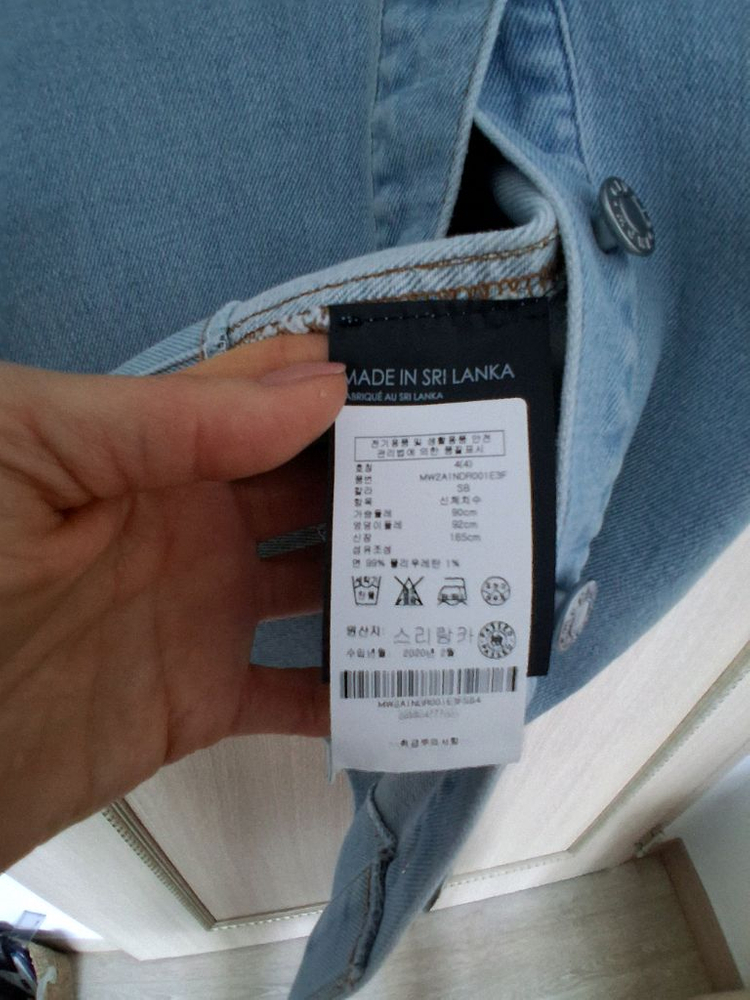 MADE IN SRI LANKA
FABRIQUÉ AU SRI LANKA
전기용품 및 생활용품 안전
관리법에 의한 품질표시
호칭 4(4)
품번 MW2A1NDR001E3F
칼라 SB
항목 신체치수
가슴둘레 90cm
엉덩이둘레 92cm
신장 165cm
섬유조성
면 99% 폴리우레탄 1%
원산지: 스리랑카
수입년월 2020년 2월
MW2A1NDR001E3FSB4
취급주의사항